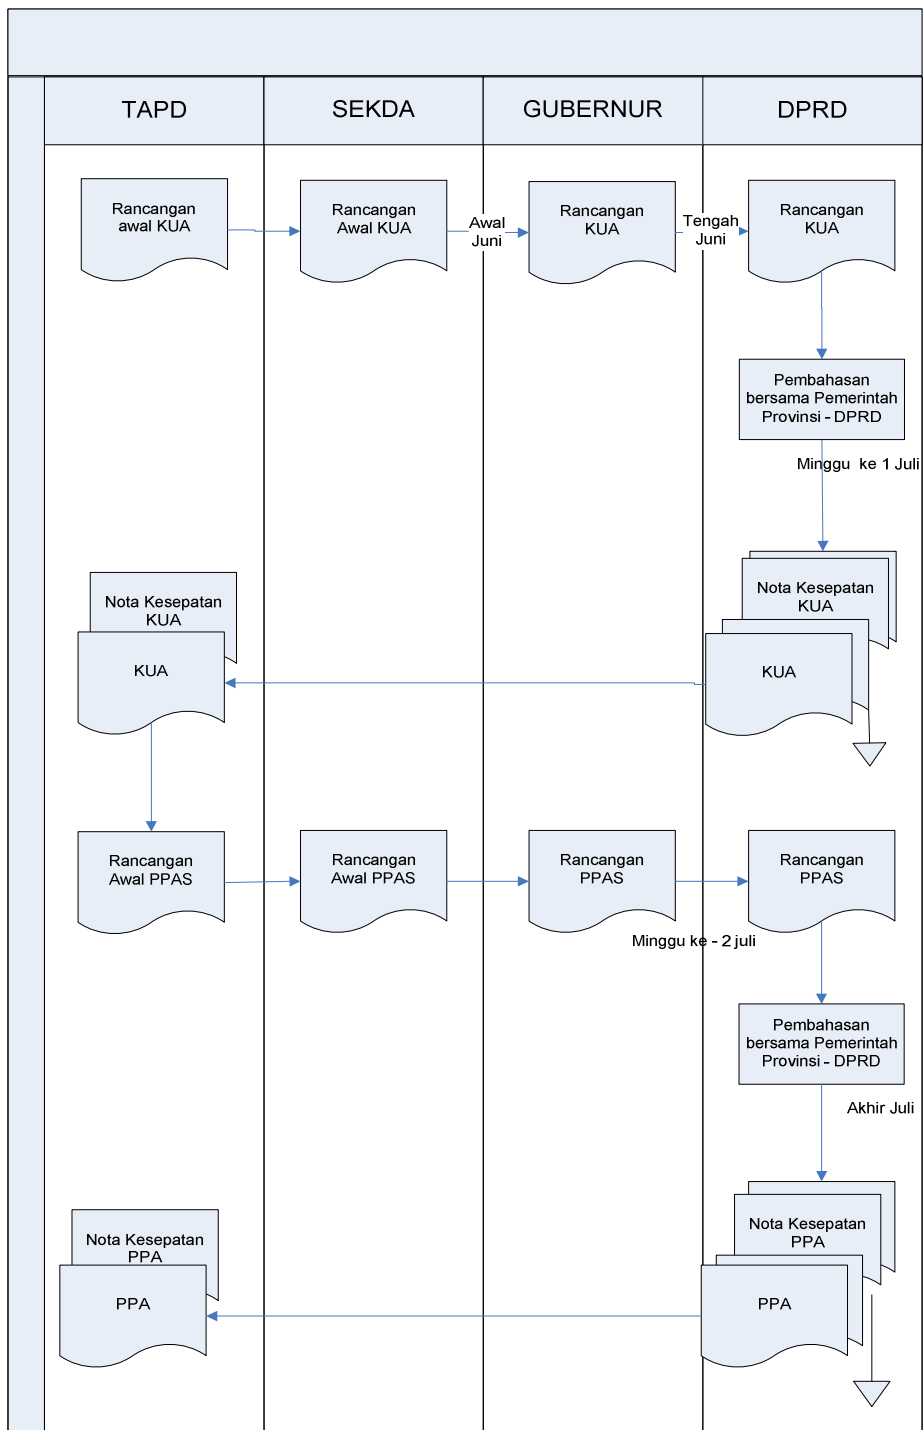 TAPD
SEKDA
GUBERNUR
DPRD
Rancangan
awal KUA
Rancangan
Awal KUA
Awal
Juni
Rancangan
KUA
Tengah
Juni
Rancangan
KUA
Pembahasan
bersama Pemerintah
Provinsi - DPRD
Minggu ke 1 Juli
Nota Kesepatan
KUA
KUA
Nota Kesepatan
KUA
KUA
Rancangan
Awal PPAS
Rancangan
Awal PPAS
Rancangan
PPAS
Rancangan
PPAS
Minggu ke - 2 juli
Pembahasan
bersama Pemerintah
Provinsi - DPRD
Akhir Juli
Nota Kesepatan
PPA
PPA
Nota Kesepatan
PPA
PPA